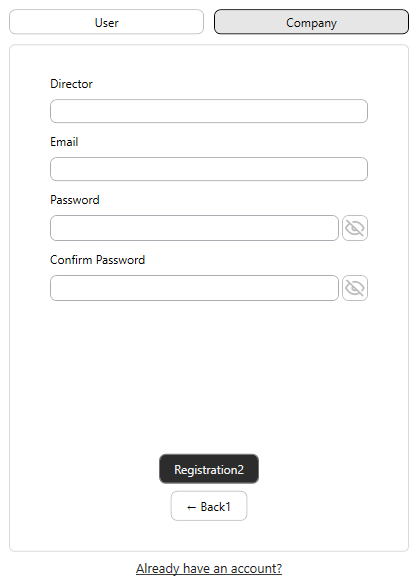 User
Company
Director
Email
Password
Confirm Password
Registration2
← Back1
Already have an account?